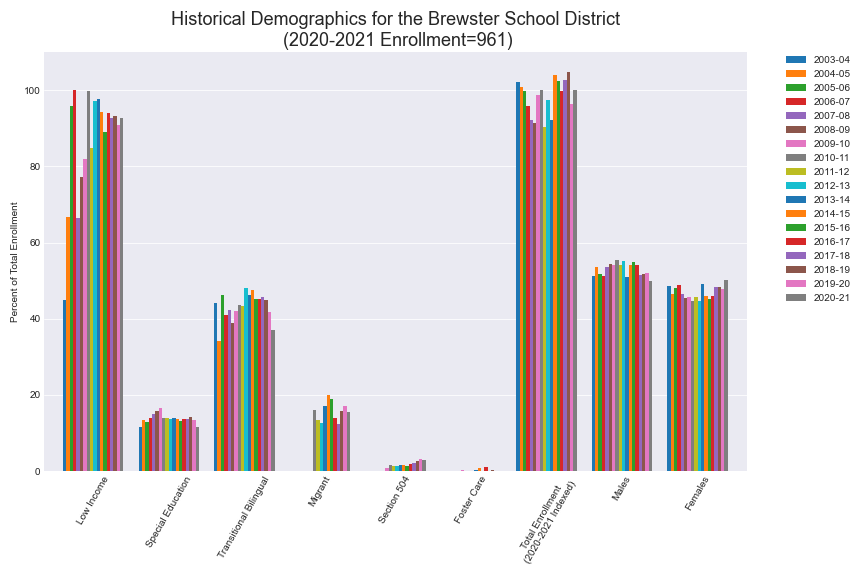 Historical Demographics for the Brewster School District
(2020-2021 Enrollment=961)
Percent of Total Enrollment
100
80
60
40
20
0
Low Income
Special Education
Transitional Bilingual
Migrant
Section 504
Foster Care
Total Enrollment
(2020-2021 Indexed)
Males
Females
2003-04
2004-05
2005-06
2006-07
2007-08
2008-09
2009-10
2010-11
2011-12
2012-13
2013-14
2014-15
2015-16
2016-17
2017-18
2018-19
2019-20
2020-21